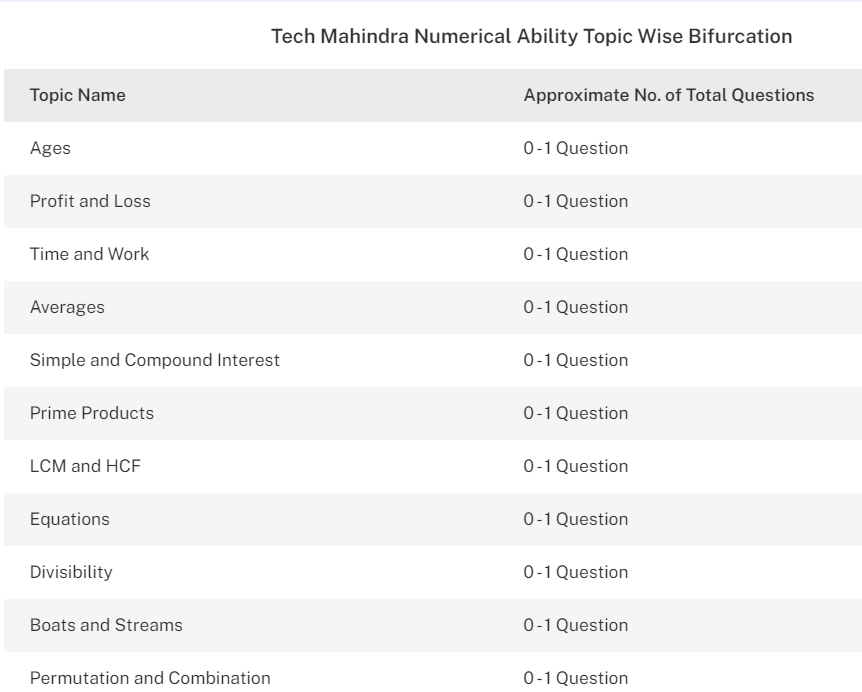 Tech Mahindra Numerical Ability Topic Wise Bifurcation
Topic Name Approximate No. of Total Questions
Ages 0-1 Question
Profit and Loss 0-1 Question
Time and Work 0-1 Question
Averages 0-1 Question
Simple and Compound Interest 0-1 Question
Prime Products 0-1 Question
LCM and HCF 0-1 Question
Equations 0-1 Question
Divisibility 0-1 Question
Boats and Streams 0-1 Question
Permutation and Combination 0-1 Question